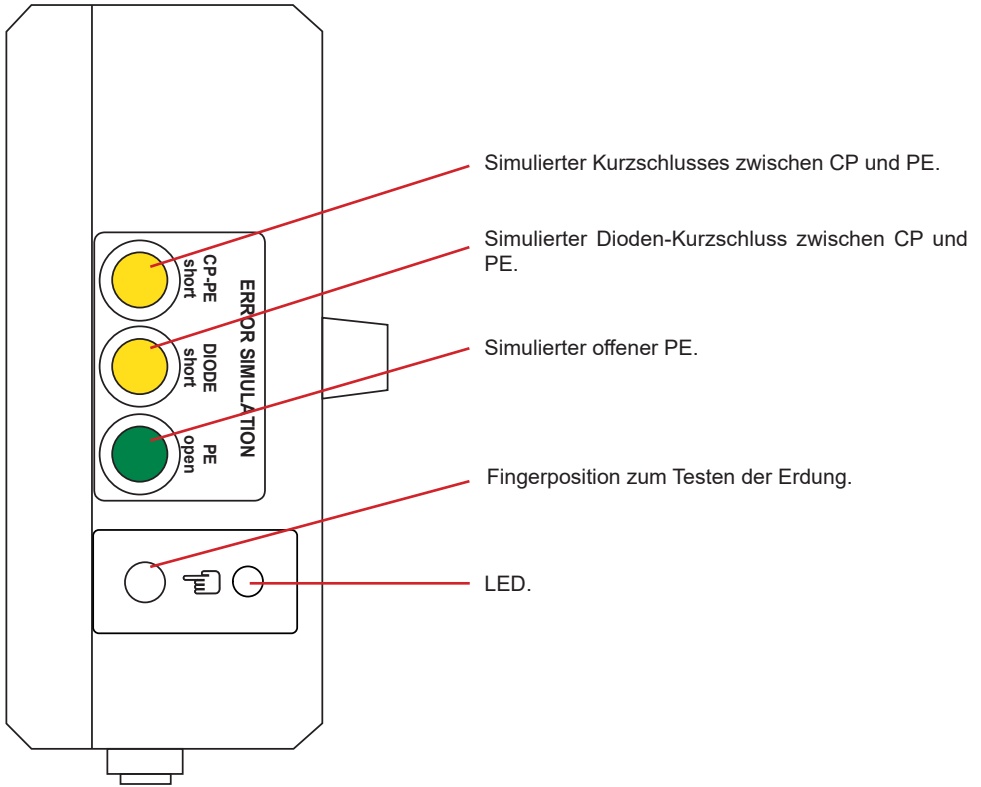 Simulierter Kurzschlusses zwischen CP und PE.
Simulierter Dioden-Kurzschluss zwischen CP und
PE.
Simulierter offener PE.
Fingerposition zum Testen der Erdung.
LED.
ERROR SIMULATION
CP-PE
short
DIODE
short
PE
open